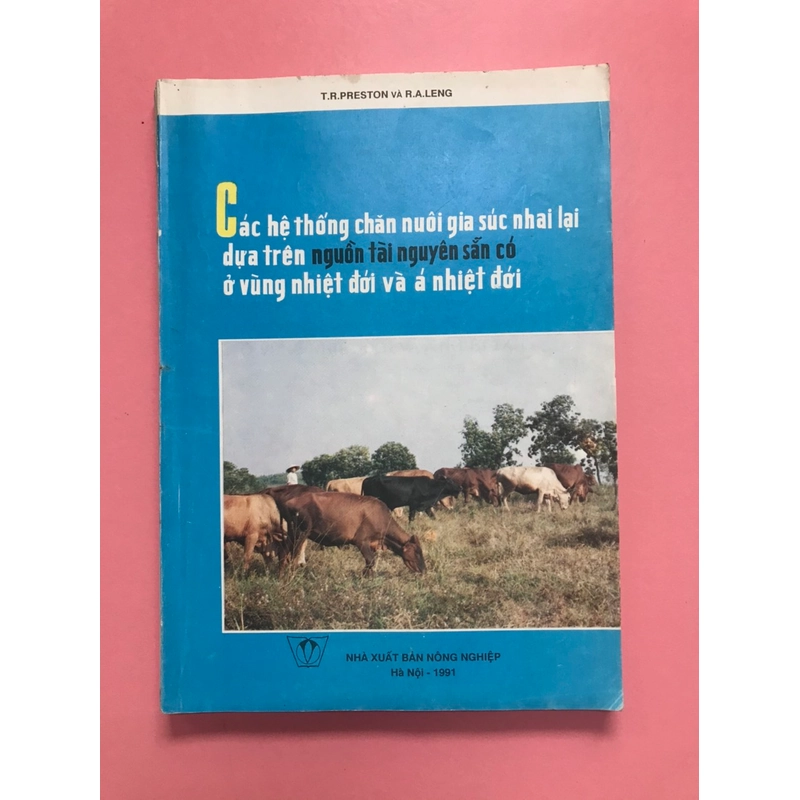 T.R.PRESTON VÀ R.A.LENG
Các hệ thống chăn nuôi gia súc nhai lại
dựa trên nguồn tài nguyên sẵn có
ở vùng nhiệt đới và á nhiệt đới
NHÀ XUẤT BẢN NÔNG NGHIỆP
Hà Nội - 1991